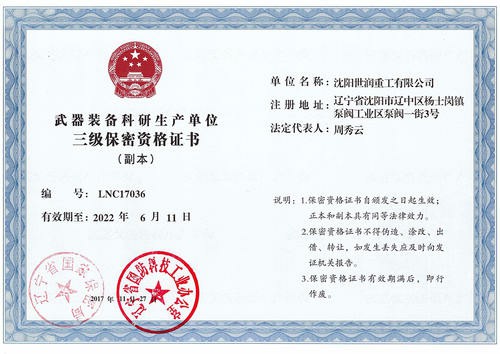 武器装备科研生产单位
三级保密资格证书
(副本)
编 号: LNC17036
有效期至: 2022 年 6 月 11 日
辽宁省国家保密局
辽宁省国防科技工业办公室
2017 年 11 月 27 日
单位名称: 沈阳世润重工有限公司
注册地址: 辽宁省沈阳市辽中区杨士岗镇
泵阀工业区泵阀一街3号
法定代表人: 周秀云
说明: 1.保密资格证书自颁发之日起生效;
正本和副本具有同等法律效力。
2.保密资格证书不得伪造、涂改、出
借、转让, 如发生丢失应及时向发
证机关报告。
3.保密资格证书有效期满后, 即行
作废。